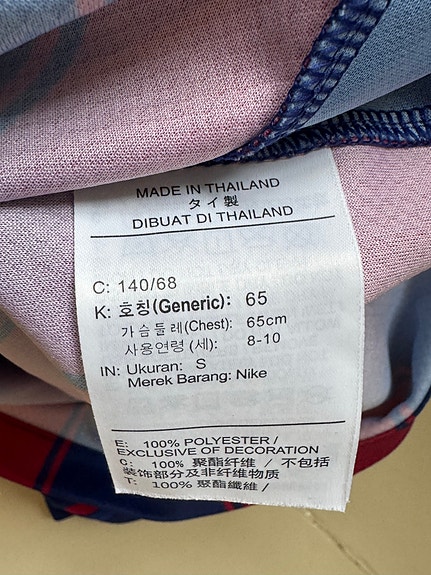 MADE IN THAILAND
タイ製
DIBUAT DI THAILAND
C: 140/68
K: 호칭(Generic): 65
가슴둘레(Chest): 65cm
사용연령 (세): 8-10
IN: Ukuran: S
Merek Barang: Nike
E: 100% POLYESTER /
EXCLUSIVE OF DECORATION
C: 100% 聚酯纤维 / 不包括
装饰部分及非纤维物质
T: 100% 聚酯纖維 /